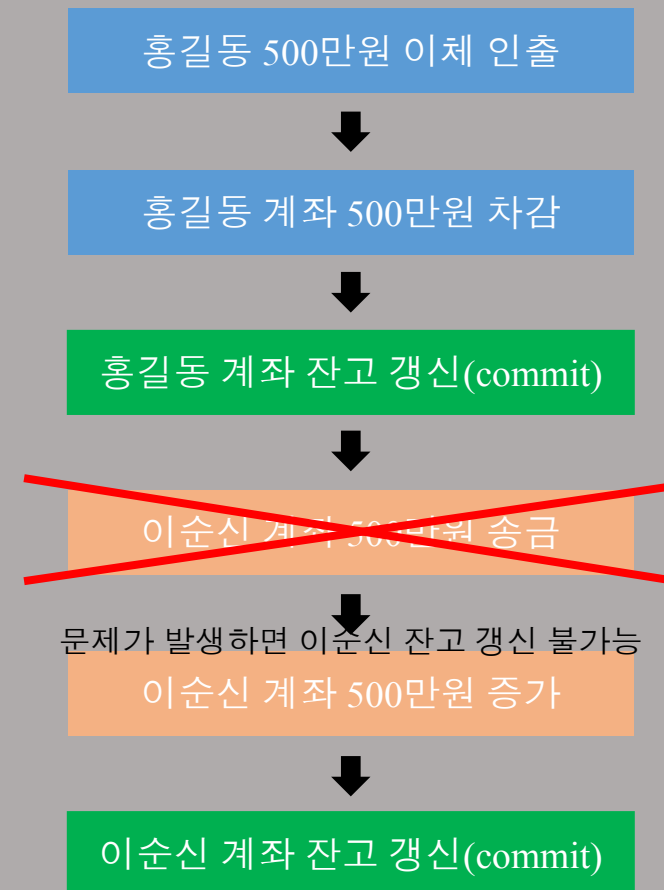 홍길동 500만원 이체 인출
홍길동 계좌 500만원 차감
홍길동 계좌 잔고 갱신(commit)
이순신 계좌 500만원 송금
문제가 발생하면 이순신 잔고 갱신 불가능
이순신 계좌 500만원 증가
이순신 계좌 잔고 갱신(commit)